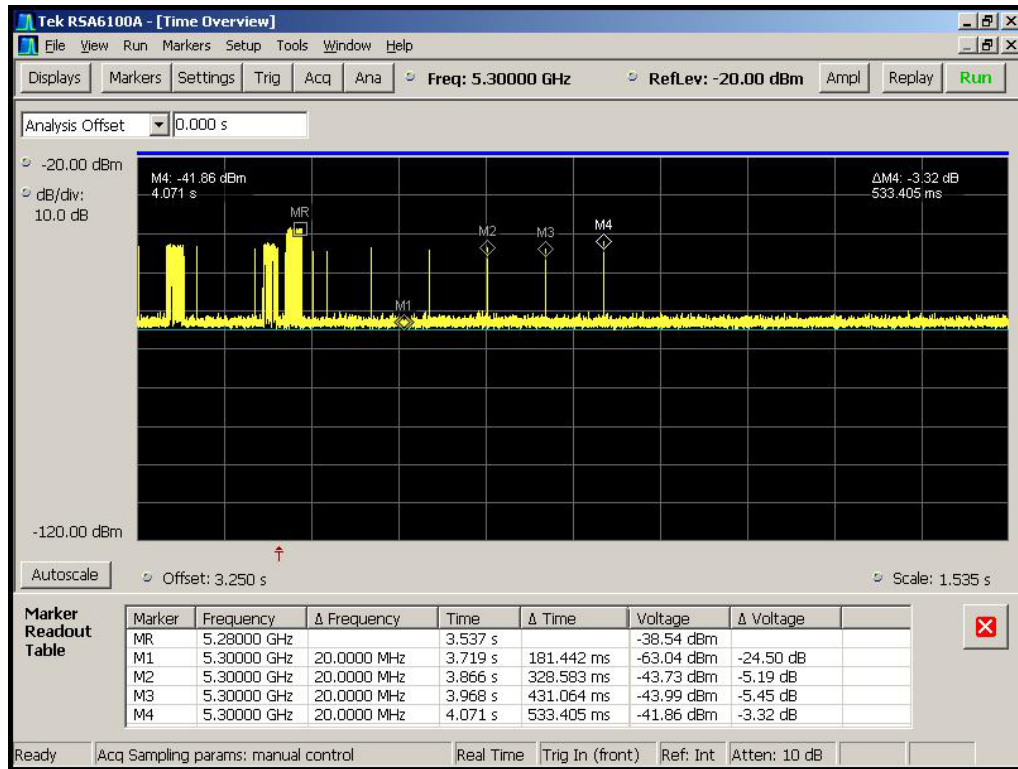 Tek RSA6100A - [Time Overview]
File View Run Markers Setup Tools Window Help
Displays Markers Settings Trig Acq Ana Freq: 5.30000 GHz RefLev: -20.00 dBm Ampl Replay Run
Analysis Offset 0.000 s
-20.00 dBm
dB/div:
10.0 dB
M4: -41.86 dBm
4.071 s
ΔM4: -3.32 dB
533.405 ms
MR
M2
M3
M4
M1
-120.00 dBm
Autoscale Offset: 3.250 s Scale: 1.535 s
Marker
Readout
Table
Marker Frequency Δ Frequency Time Δ Time Voltage Δ Voltage
MR 5.28000 GHz 3.537 s -38.54 dBm
M1 5.30000 GHz 20.0000 MHz 3.719 s 181.442 ms -63.04 dBm -24.50 dB
M2 5.30000 GHz 20.0000 MHz 3.866 s 328.583 ms -43.73 dBm -5.19 dB
M3 5.30000 GHz 20.0000 MHz 3.968 s 431.064 ms -43.99 dBm -5.45 dB
M4 5.30000 GHz 20.0000 MHz 4.071 s 533.405 ms -41.86 dBm -3.32 dB
Ready Acq Sampling params: manual control Real Time Trig In (front) Ref: Int Atten: 10 dB